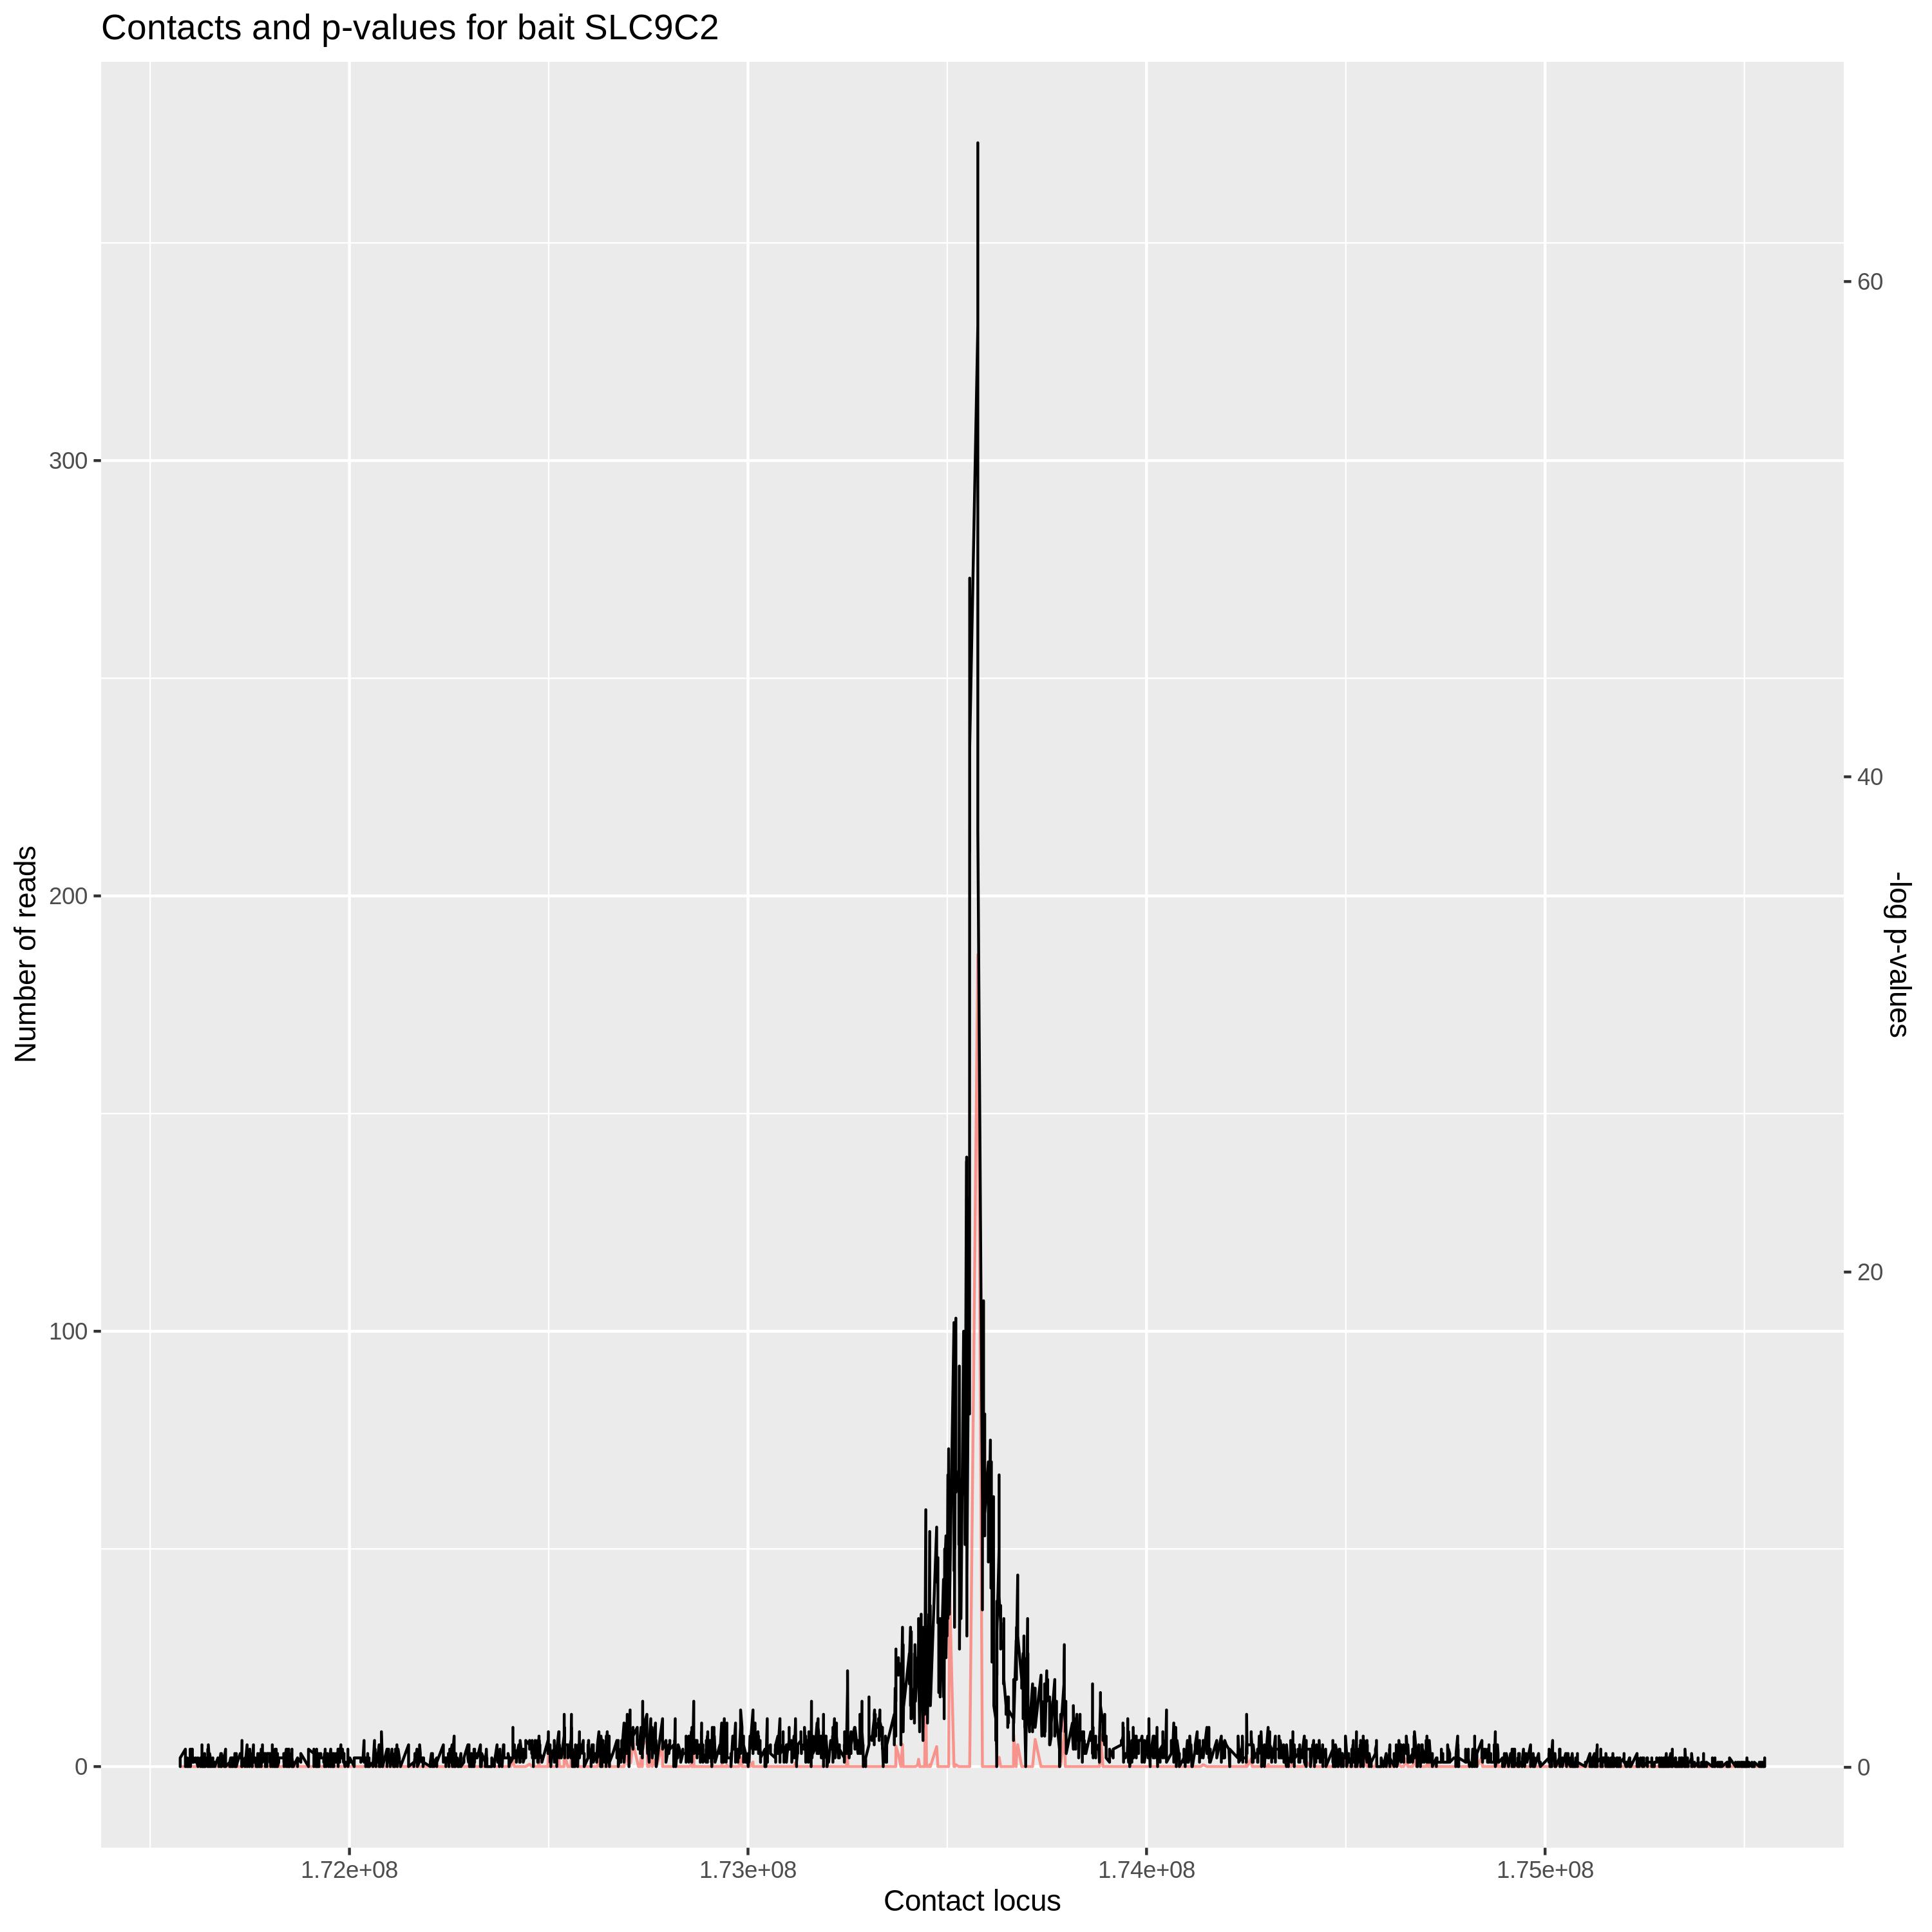 Contacts and p-values for bait SLC9C2
Number of reads
300
200
100
0
60
40
20
0
-log p-values
1.72e+08 1.73e+08 1.74e+08 1.75e+08
Contact locus